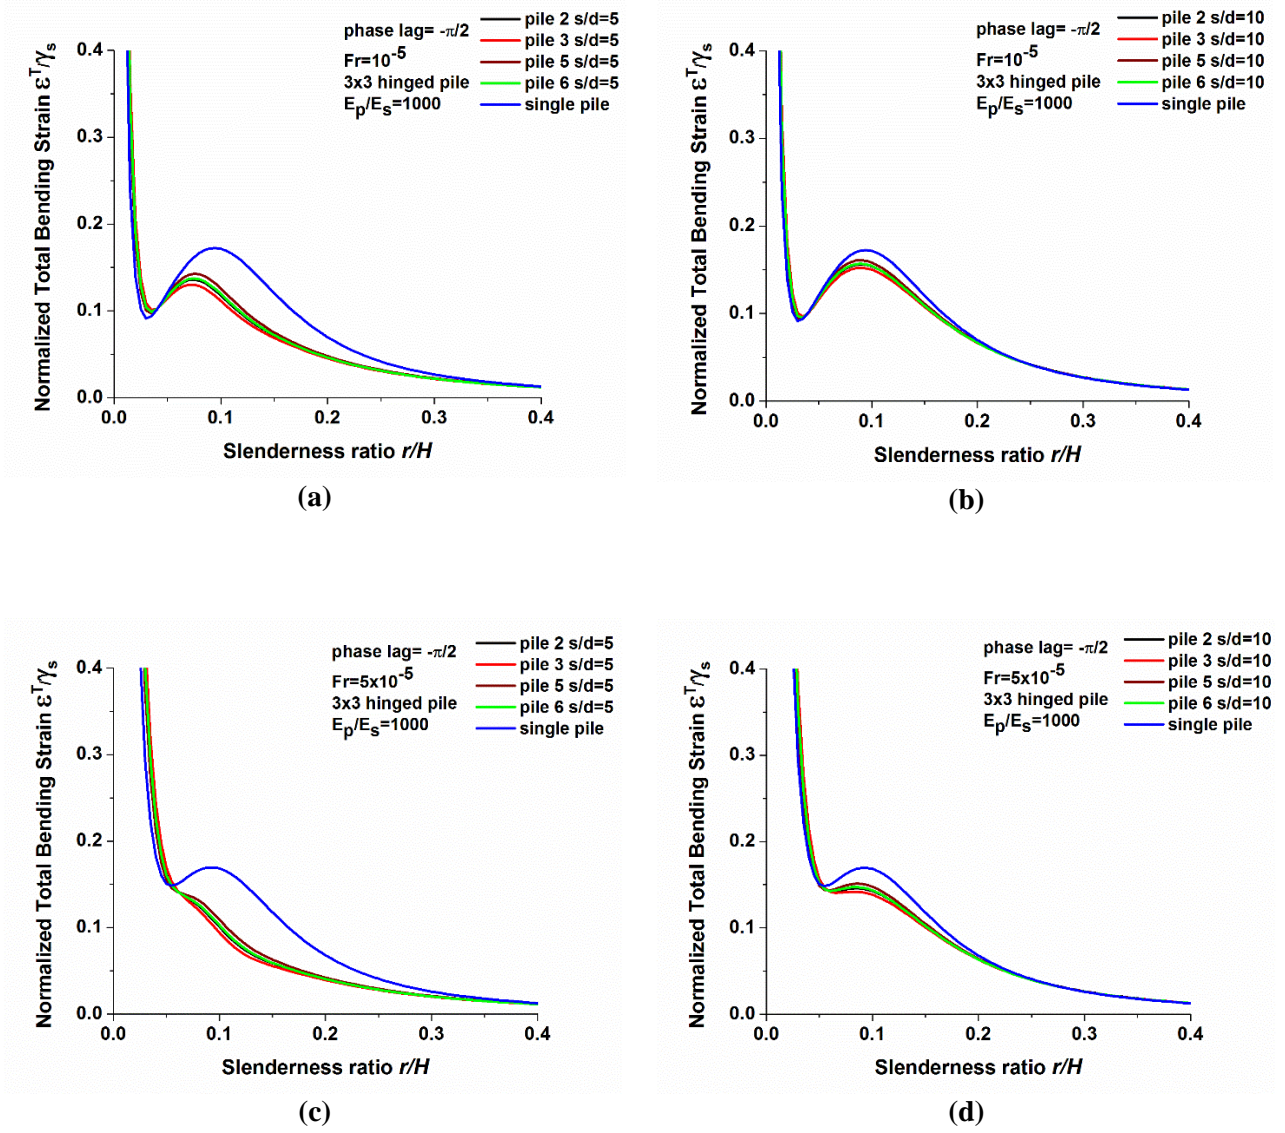 phase lag= -π/2
Fr=10⁻⁵
3x3 hinged pile
Eₚ/Eₛ=1000
pile 2 s/d=5
pile 3 s/d=5
pile 5 s/d=5
pile 6 s/d=5
single pile
Normalized Total Bending Strain εᵀ/γₛ
0.4
0.3
0.2
0.1
0.0
0.0 0.1 0.2 0.3 0.4
Slenderness ratio r/H
(a)
phase lag= -π/2
Fr=10⁻⁵
3x3 hinged pile
Eₚ/Eₛ=1000
pile 2 s/d=10
pile 3 s/d=10
pile 5 s/d=10
pile 6 s/d=10
single pile
Normalized Total Bending Strain εᵀ/γₛ
0.4
0.3
0.2
0.1
0.0
0.0 0.1 0.2 0.3 0.4
Slenderness ratio r/H
(b)
phase lag= -π/2
Fr=5x10⁻⁵
3x3 hinged pile
Eₚ/Eₛ=1000
pile 2 s/d=5
pile 3 s/d=5
pile 5 s/d=5
pile 6 s/d=5
single pile
Normalized Total Bending Strain εᵀ/γₛ
0.4
0.3
0.2
0.1
0.0
0.0 0.1 0.2 0.3 0.4
Slenderness ratio r/H
(c)
phase lag= -π/2
Fr=5x10⁻⁵
3x3 hinged pile
Eₚ/Eₛ=1000
pile 2 s/d=10
pile 3 s/d=10
pile 5 s/d=10
pile 6 s/d=10
single pile
Normalized Total Bending Strain εᵀ/γₛ
0.4
0.3
0.2
0.1
0.0
0.0 0.1 0.2 0.3 0.4
Slenderness ratio r/H
(d)